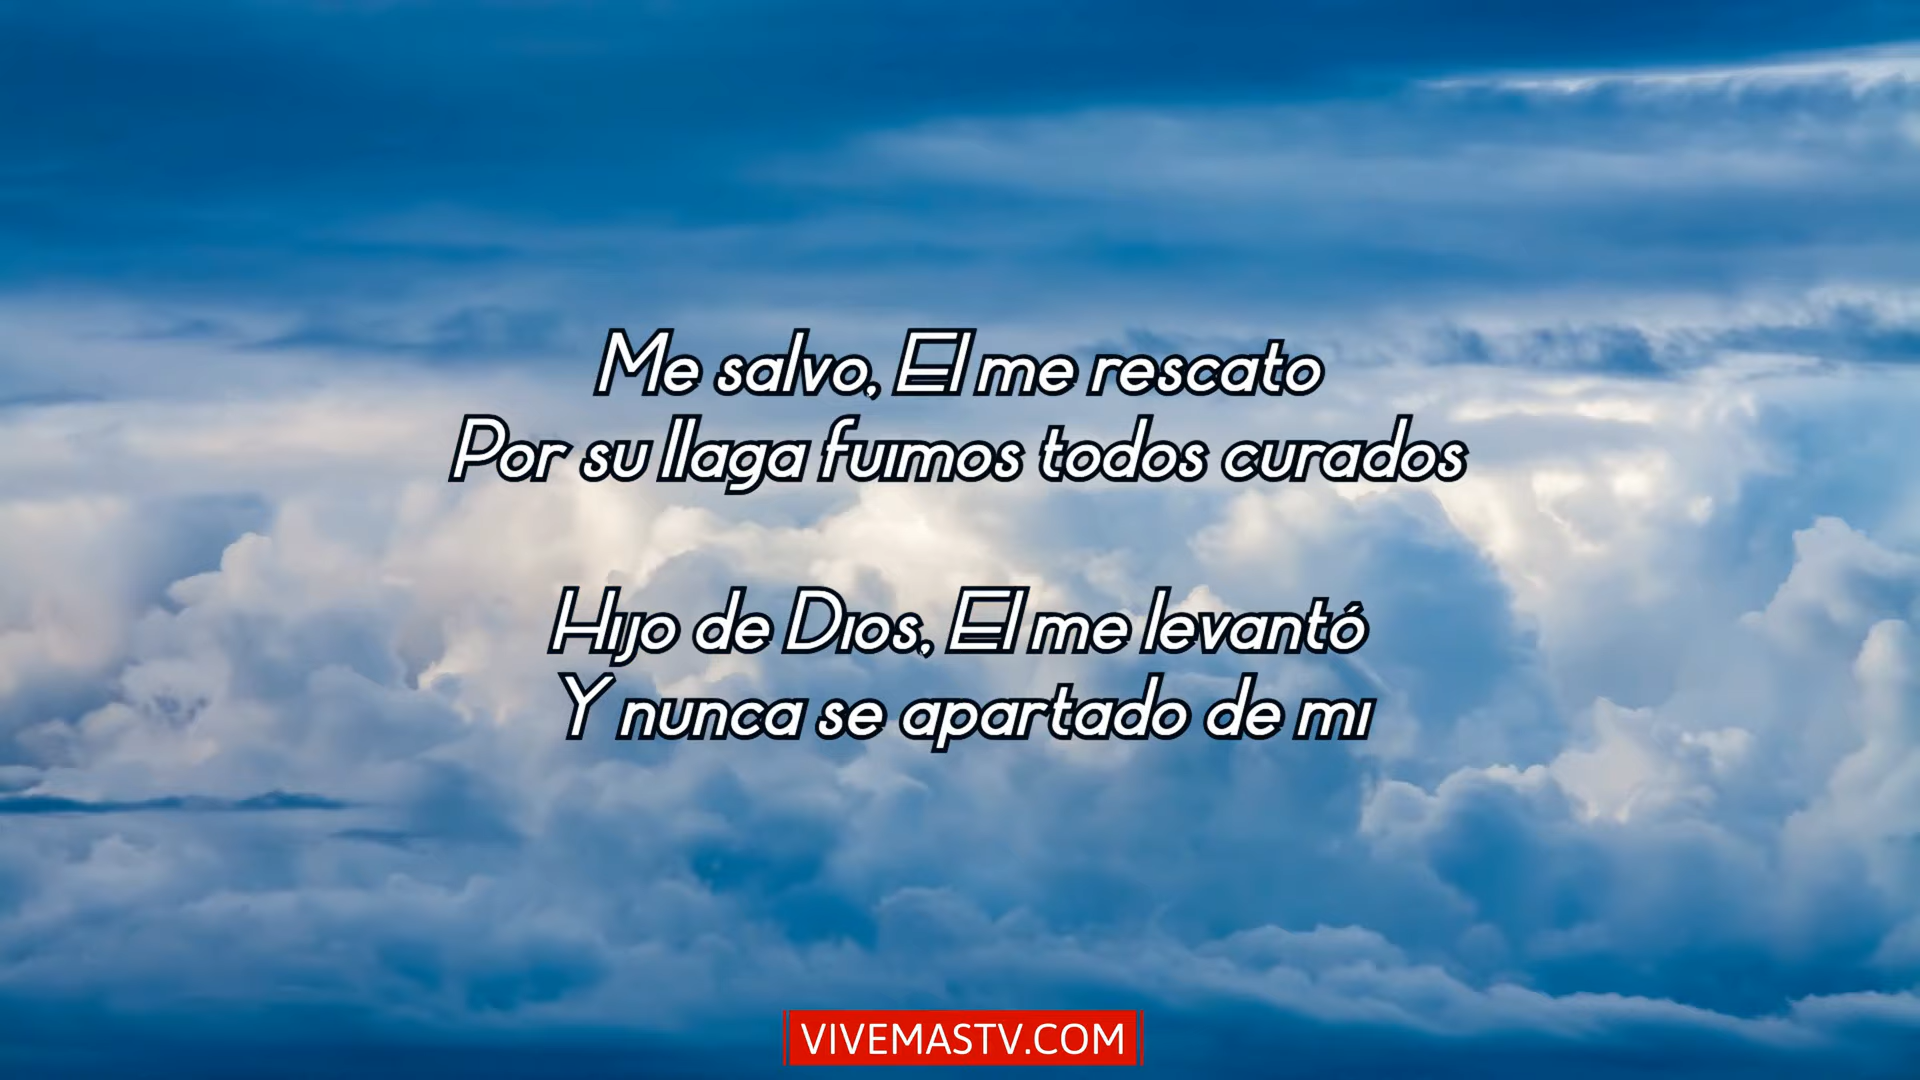 Me salvo, El me rescato
Por su llaga fuimos todos curados
Hijo de Dios, El me levantó
Y nunca se apartado de mi
VIVEMASTV.COM